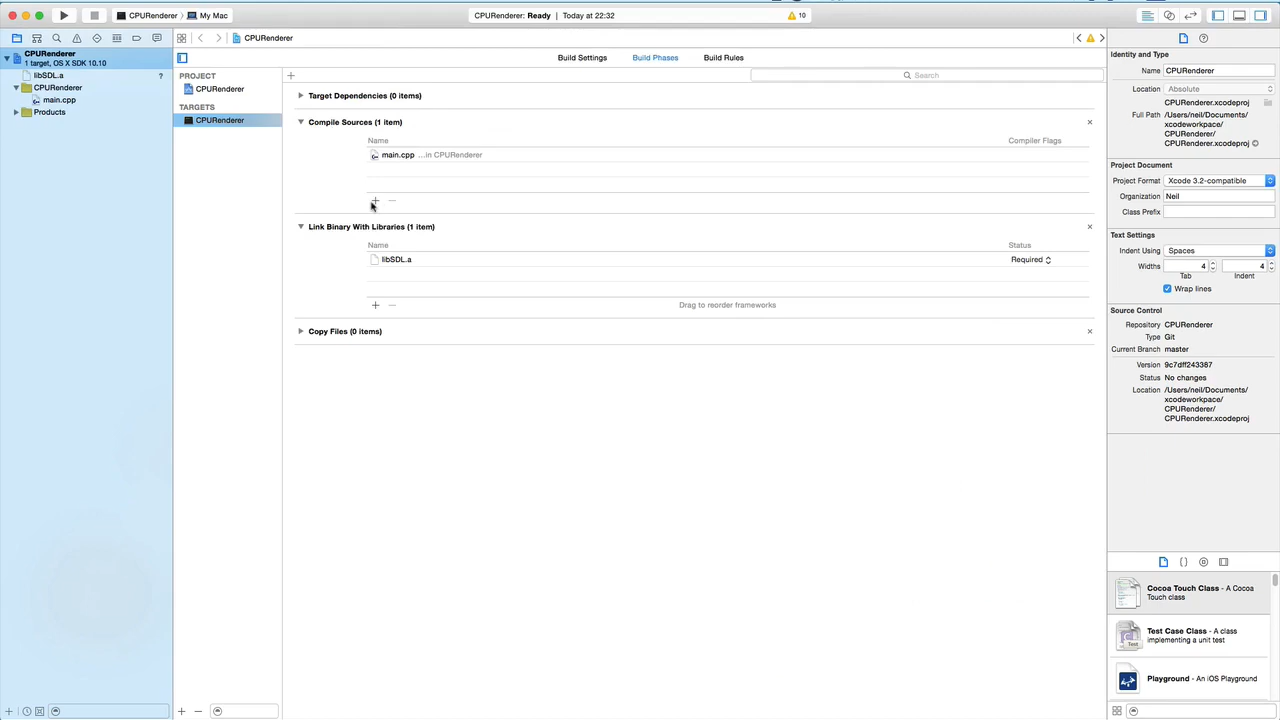 CPURenderer
My Mac
CPURenderer: Ready | Today at 22:32
10
CPURenderer
1 target, OS X SDK 10.10
libSDL.a
?
CPURenderer
main.cpp
Products
CPURenderer
PROJECT
CPURenderer
TARGETS
CPURenderer
Build Settings
Build Phases
Build Rules
Search
Target Dependencies (0 items)
Compile Sources (1 item)
Name
Compiler Flags
main.cpp ...in CPURenderer
Link Binary With Libraries (1 item)
Name
Status
libSDL.a
Required
Drag to reorder frameworks
Copy Files (0 items)
Identity and Type
Name CPURenderer
Location Absolute
CPURenderer.xcodeproj
Full Path /Users/neil/Documents/
xcodeworkpace/
CPURenderer/
CPURenderer.xcodeproj
Project Document
Project Format Xcode 3.2-compatible
Organization Neil
Class Prefix
Text Settings
Indent Using Spaces
Widths 4 4
Tab Indent
Wrap lines
Source Control
Repository CPURenderer
Type Git
Current Branch master
Version 9c7dff243387
Status No changes
Location /Users/neil/Documents/
xcodeworkpace/
CPURenderer/
CPURenderer.xcodeproj
Cocoa Touch Class - A Cocoa
Touch class
Test Case Class - A class
implementing a unit test
Test
Playground - An iOS Playground